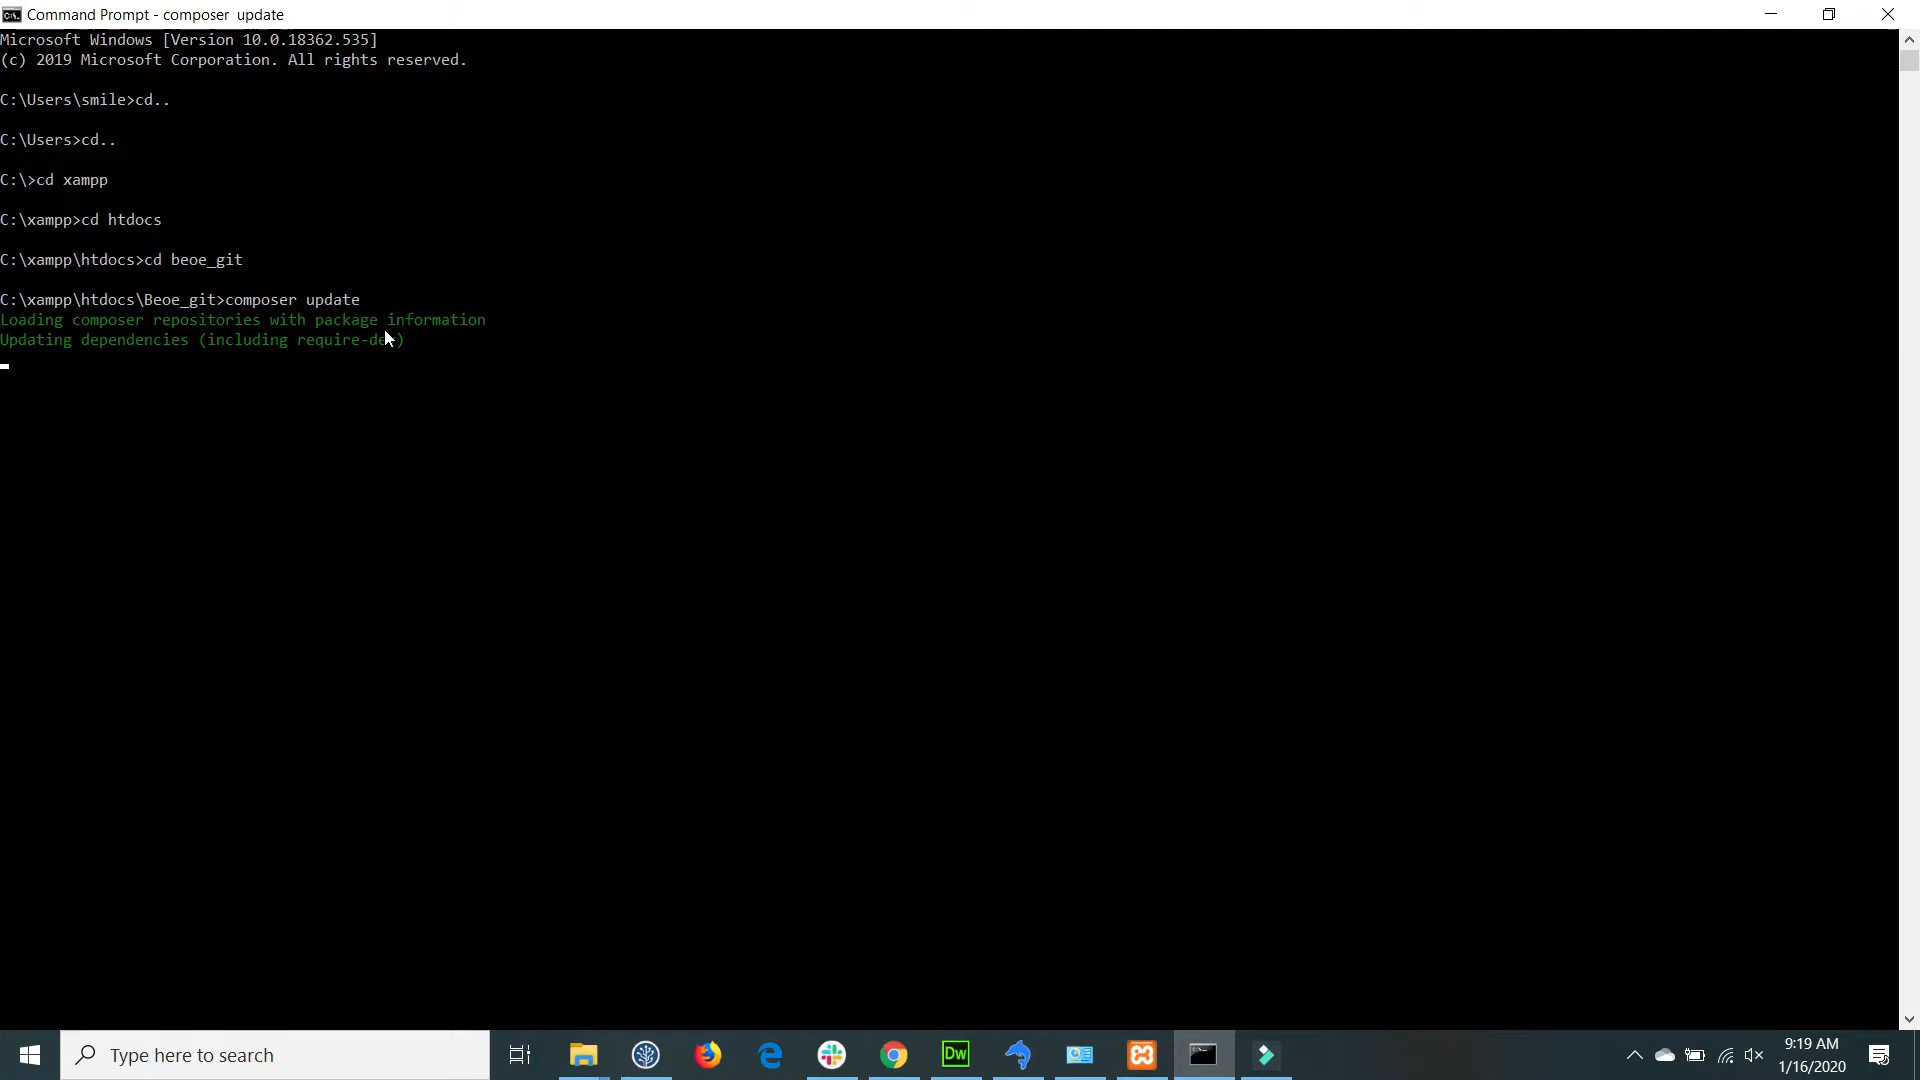 Command Prompt - composer  update
Microsoft Windows [Version 10.0.18362.535]
(c) 2019 Microsoft Corporation. All rights reserved.
C:\Users\smile>cd..
C:\Users>cd..
C:\>cd xampp
C:\xampp>cd htdocs
C:\xampp\htdocs>cd beoe_git
C:\xampp\htdocs\Beoe_git>composer update
Loading composer repositories with package information
Updating dependencies (including require-de)
Type here to search
Dw
9:19 AM
1/16/2020